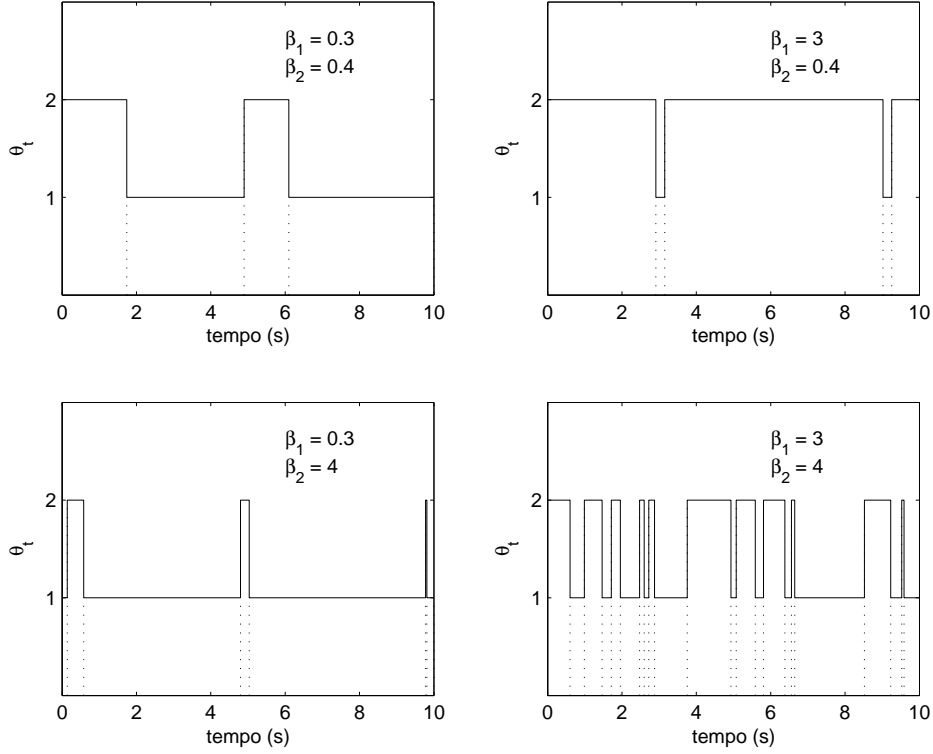 β1 = 0.3
β2 = 0.4
2
1
θt
0 2 4 6 8 10
tempo (s)
β1 = 3
β2 = 0.4
2
1
θt
0 2 4 6 8 10
tempo (s)
β1 = 0.3
β2 = 4
2
1
θt
0 2 4 6 8 10
tempo (s)
β1 = 3
β2 = 4
2
1
θt
0 2 4 6 8 10
tempo (s)